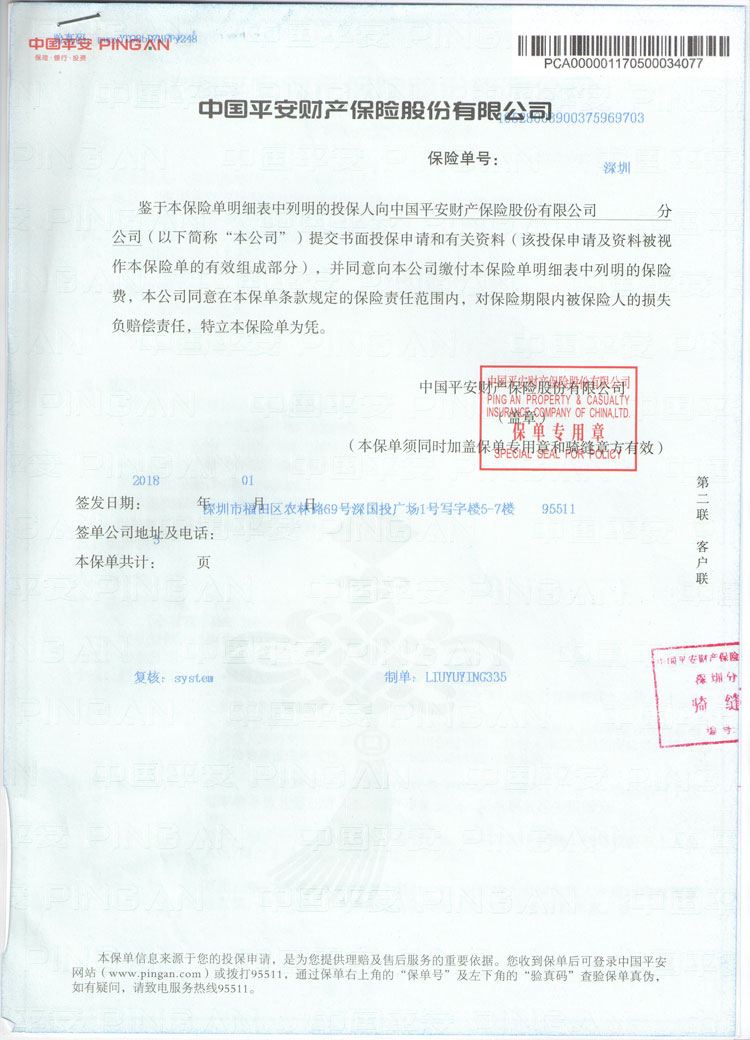 中国平安 PING AN
保险·银行·投资
PCA000001170500034077
中国平安财产保险股份有限公司
保险单号：
深圳
鉴于本保险单明细表中列明的投保人向中国平安财产保险股份有限公司 分
公司（以下简称“本公司”）提交书面投保申请和有关资料（该投保申请及资料被视
作本保险单的有效组成部分），并同意向本公司缴付本保险单明细表中列明的保险
费，本公司同意在本保单条款规定的保险责任范围内，对保险期限内被保险人的损失
负赔偿责任，特立本保险单为凭。
中国平安财产保险股份有限公司
中国平安财产保险股份有限公司
PING AN PROPERTY & CASUALTY
INSURANCE COMPANY OF CHINA,LTD.
（盖章）
保单专用章
（本保单须同时加盖保单专用章和骑缝章方有效）
SPECIAL SEAL FOR POLICY
2018 01
签发日期： 年 月 日
深圳市福田区农林路69号深国投广场1号写字楼5-7楼 95511
签单公司地址及电话：
本保单共计： 页
第二联 客户联
中国平安财产保险
深圳分
骑缝
编号:
复核：system 制单：LIUYUYING335
本保单信息来源于您的投保申请，是为您提供理赔及售后服务的重要依据。您收到保单后可登录中国平安
网站（www.pingan.com）或拨打95511，通过保单右上角的“保单号”及左下角的“验真码”查验保单真伪，
如有疑问，请致电服务热线95511。